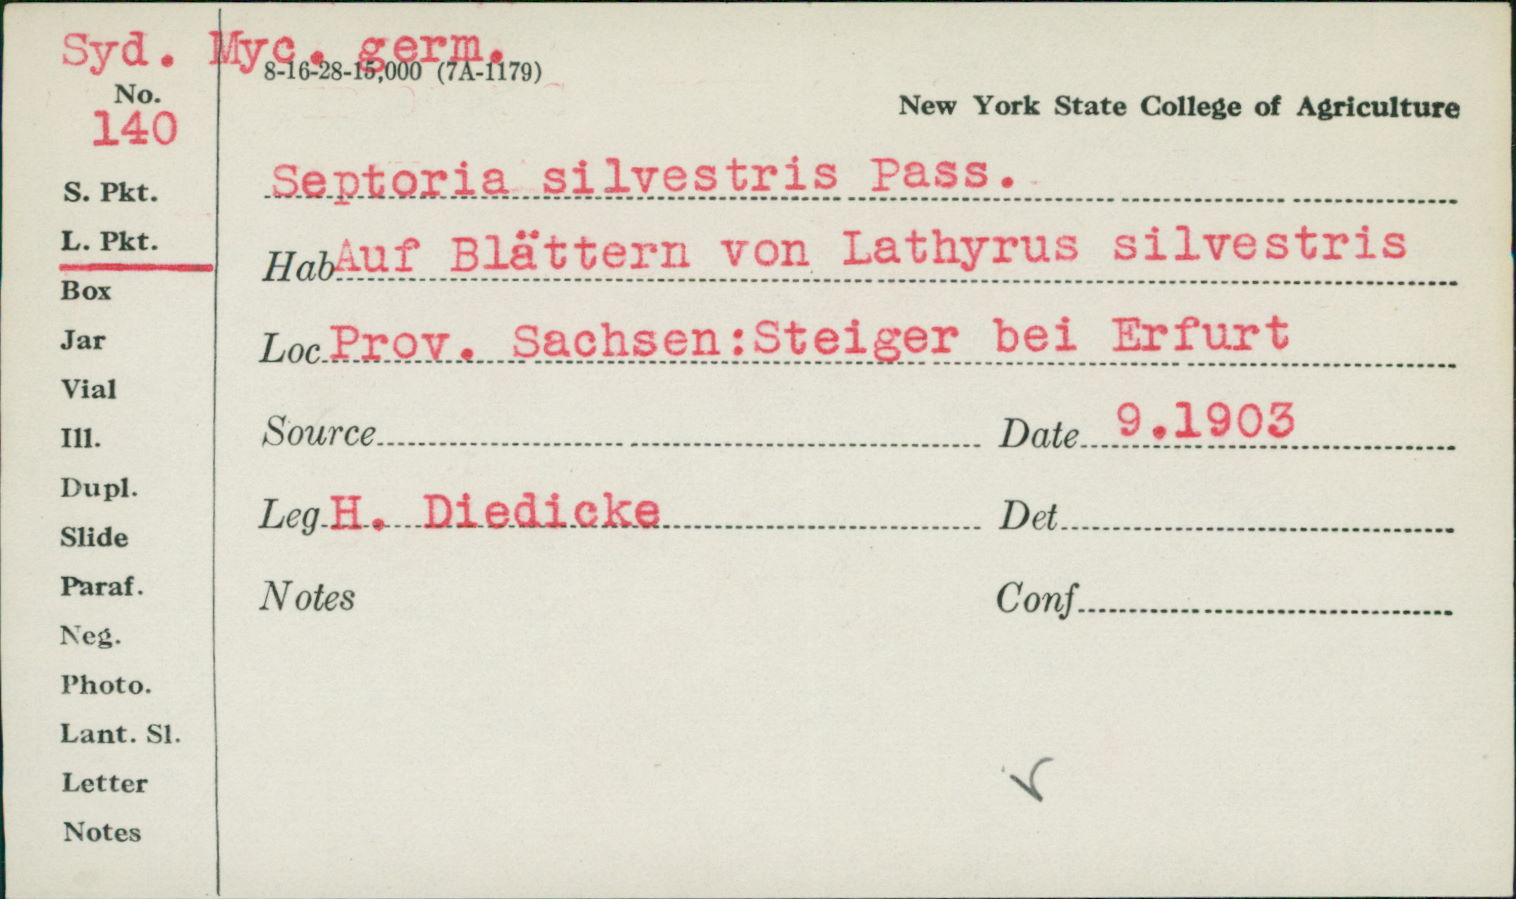 Syd. Myc. germ.
8-16-28-15,000 (7A-1179)
No.
140
New York State College of Agriculture
S. Pkt.
L. Pkt.
Box
Jar
Vial
Ill.
Dupl.
Slide
Paraf.
Neg.
Photo.
Lant. Sl.
Letter
Notes
Septoria silvestris Pass.
Hab Auf Blättern von Lathyrus silvestris
Loc Prov. Sachsen:Steiger bei Erfurt
Source Date 9.1903
Leg H. Diedicke Det
Notes Conf